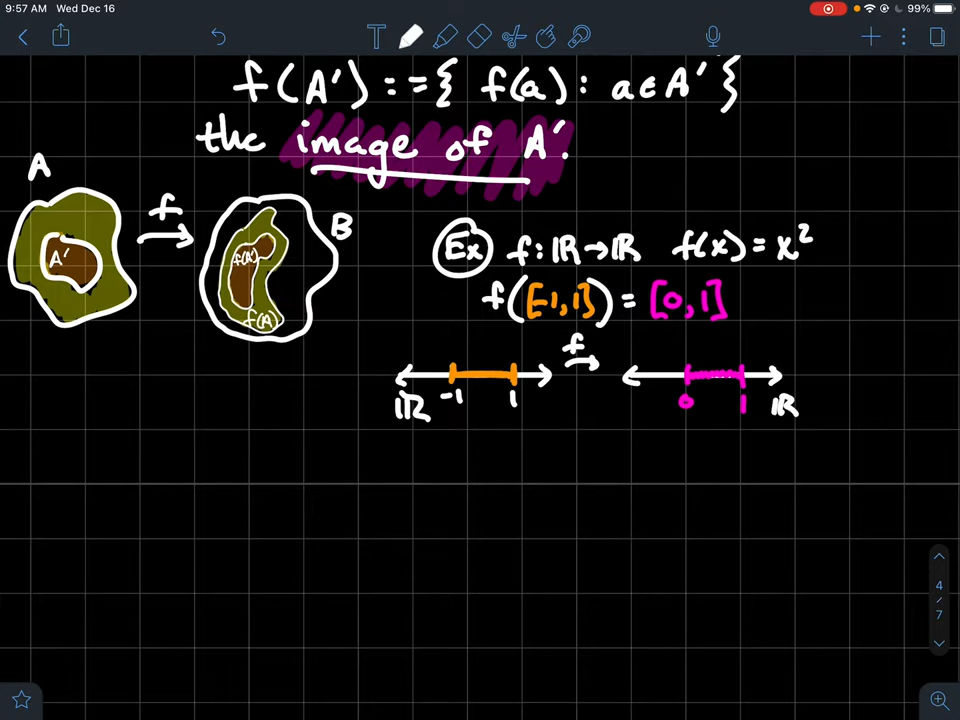 9:57 AM Wed Dec 16
99%
f(A') := ={ f(a) : a∈A' }
the image of A'.
A
f
B
A'
f(A')
f(A)
Ex f: ℝ → ℝ f(x) = x²
f([-1,1]) = [0,1]
f
ℝ -1 1
0 1 ℝ
4
/
7